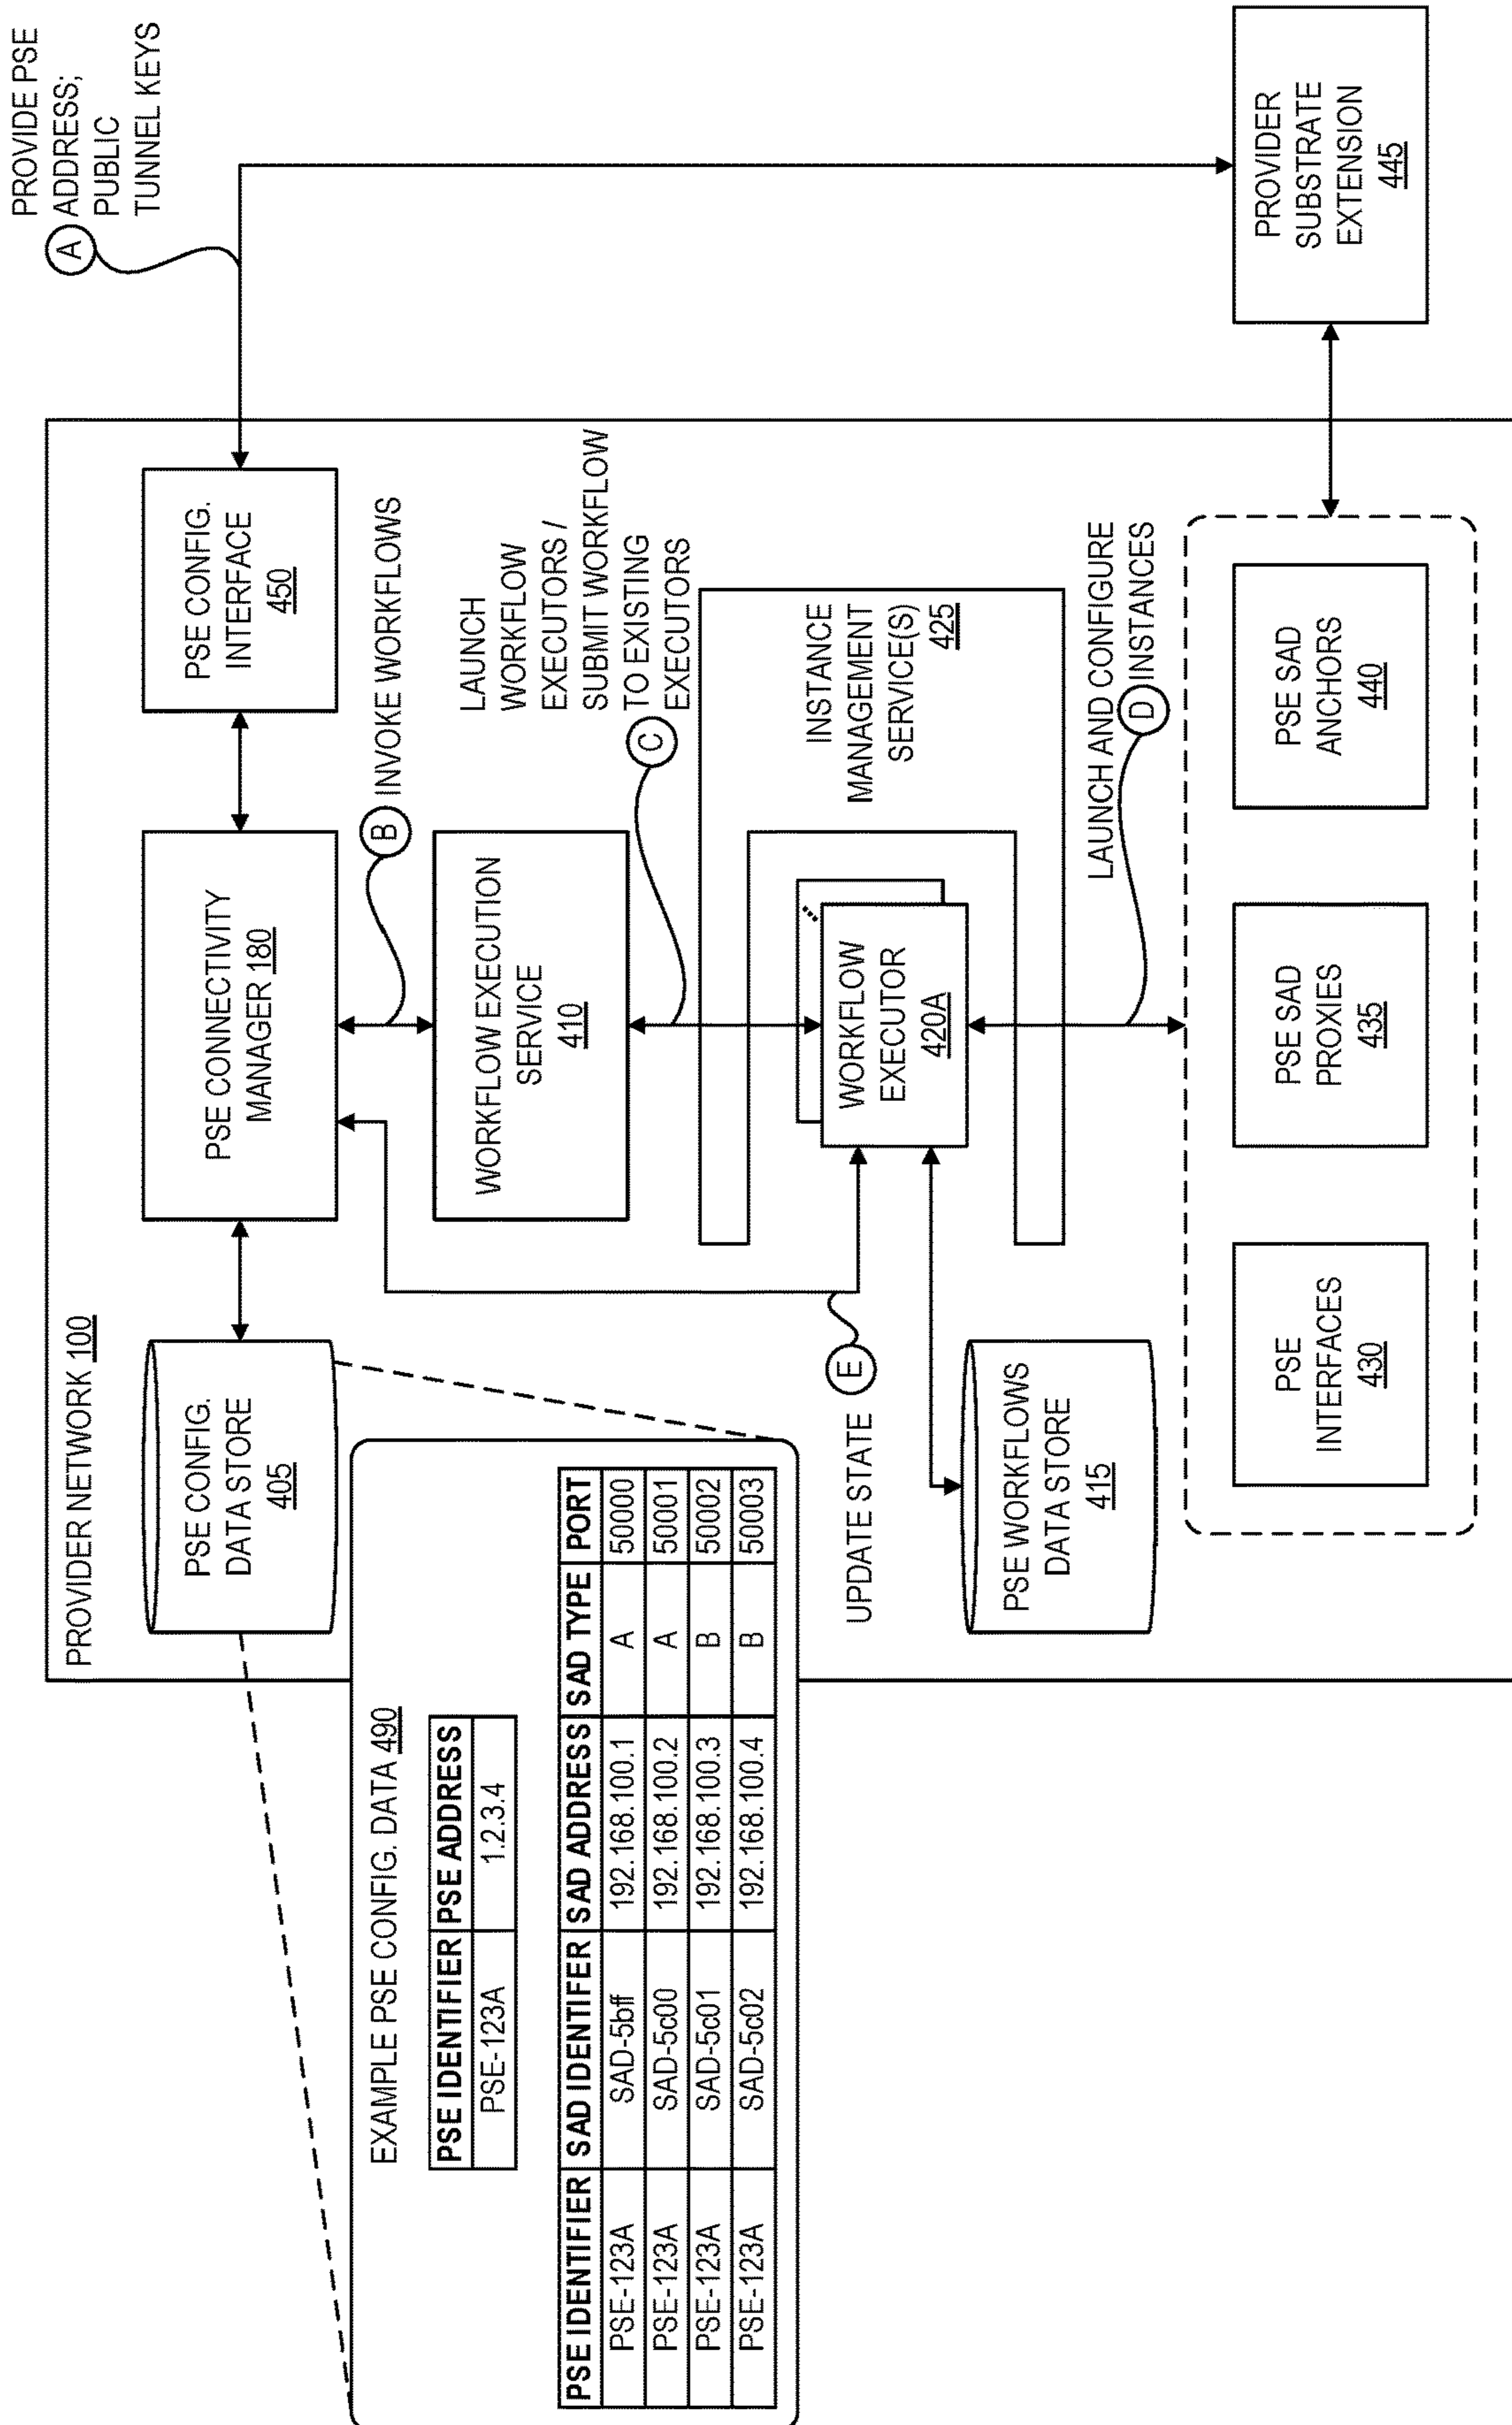 PROVIDE PSE
ADDRESS;
PUBLIC
TUNNEL KEYS
A
PROVIDER NETWORK 100
PSE CONFIG.
DATA STORE
405
PSE CONNECTIVITY
MANAGER 180
PSE CONFIG.
INTERFACE
450
B
INVOKE WORKFLOWS
EXAMPLE PSE CONFIG. DATA 490
PSE IDENTIFIER PSE ADDRESS
PSE-123A 1.2.3.4
PSE IDENTIFIER SAD IDENTIFER SAD ADDRESS SAD TYPE PORT
PSE-123A SAD-5bff 192.168.100.1 A 50000
PSE-123A SAD-5c00 192.168.100.2 A 50001
PSE-123A SAD-5c01 192.168.100.3 B 50002
PSE-123A SAD-5c02 192.168.100.4 B 50003
WORKFLOW EXECUTION
SERVICE
410
LAUNCH
WORKFLOW
EXECUTORS /
SUBMIT WORKFLOW
TO EXISTING
EXECUTORS
C
INSTANCE
MANAGEMENT
SERVICE(S)
425
WORKFLOW
EXECUTOR
420A
E
UPDATE STATE
PSE WORKFLOWS
DATA STORE
415
LAUNCH AND CONFIGURE
INSTANCES
D
PSE
INTERFACES
430
PSE SAD
PROXIES
435
PSE SAD
ANCHORS
440
PROVIDER
SUBSTRATE
EXTENSION
445